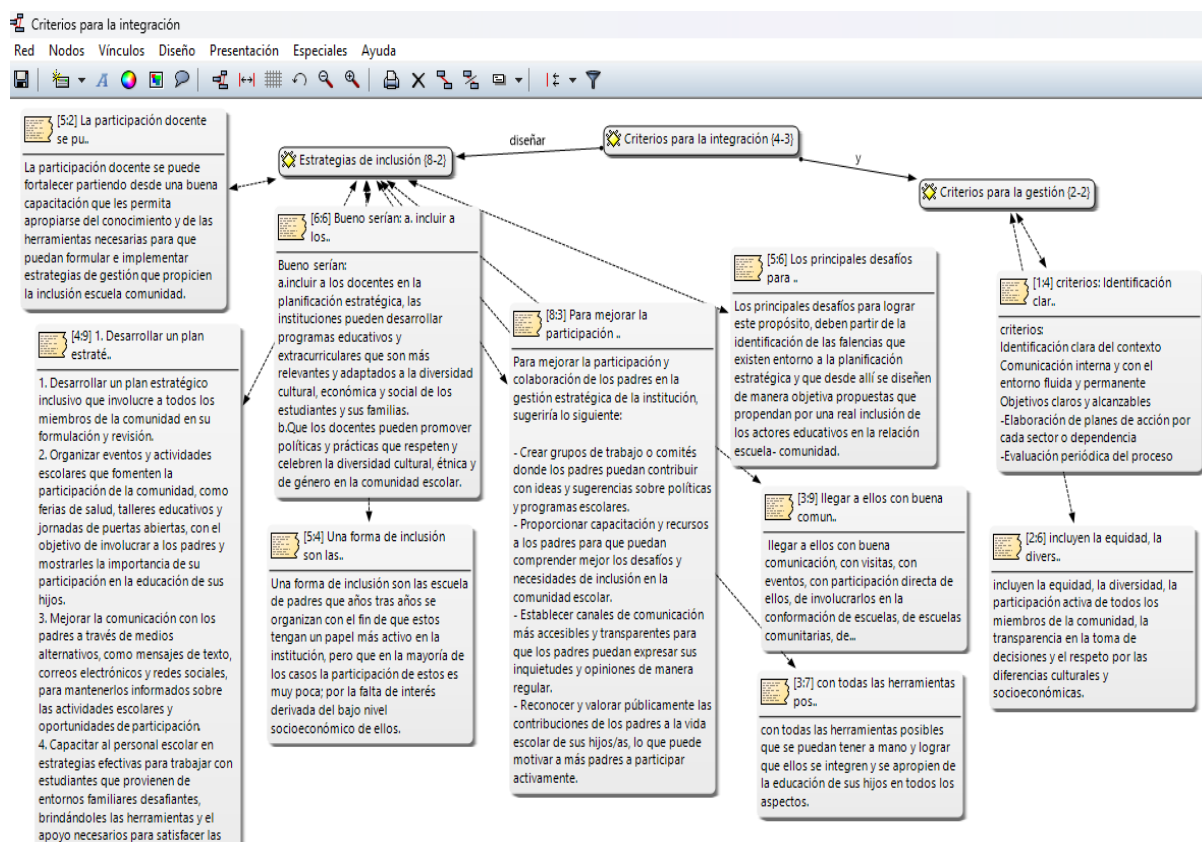 Criterios para la integración
Red Nodos Vínculos Diseño Presentación Especiales Ayuda
[5:2] La participación docente
se pu..
La participación docente se puede
fortalecer partiendo desde una buena
capacitación que les permita
apropiarse del conocimiento y de las
herramientas necesarias para que
puedan formular e implementar
estrategias de gestión que propicien
la inclusión escuela comunidad.
Estrategias de inclusión {8-2}
diseñar
Criterios para la integración {4-3}
y
Criterios para la gestión {2-2}
[4:9] 1. Desarrollar un plan
estraté..
1. Desarrollar un plan estratégico
inclusivo que involucre a todos los
miembros de la comunidad en su
formulación y revisión.
2. Organizar eventos y actividades
escolares que fomenten la
participación de la comunidad, como
ferias de salud, talleres educativos y
jornadas de puertas abiertas, con el
objetivo de involucrar a los padres y
mostrarles la importancia de su
participación en la educación de sus
hijos.
3. Mejorar la comunicación con los
padres a través de medios
alternativos, como mensajes de texto,
correos electrónicos y redes sociales,
para mantenerlos informados sobre
las actividades escolares y
oportunidades de participación.
4. Capacitar al personal escolar en
estrategias efectivas para trabajar con
estudiantes que provienen de
entornos familiares desafiantes,
brindándoles las herramientas y el
apoyo necesarios para satisfacer las
[6:6] Bueno serían: a. incluir a
los..
Bueno serían:
a.incluir a los docentes en la
planificación estratégica, las
instituciones pueden desarrollar
programas educativos y
extracurriculares que son más
relevantes y adaptados a la diversidad
cultural, económica y social de los
estudiantes y sus familias.
b.Que los docentes pueden promover
políticas y prácticas que respeten y
celebren la diversidad cultural, étnica y
de género en la comunidad escolar.
[5:4] Una forma de inclusión
son las..
Una forma de inclusión son las escuela
de padres que años tras años se
organizan con el fin de que estos
tengan un papel más activo en la
institución, pero que en la mayoría de
los casos la participación de estos es
muy poca; por la falta de interés
derivada del bajo nivel
socioeconómico de ellos.
[8:3] Para mejorar la
participación ..
Para mejorar la participación y
colaboración de los padres en la
gestión estratégica de la institución,
sugeriría lo siguiente:
- Crear grupos de trabajo o comités
donde los padres puedan contribuir
con ideas y sugerencias sobre políticas
y programas escolares.
- Proporcionar capacitación y recursos
a los padres para que puedan
comprender mejor los desafíos y
necesidades de inclusión en la
comunidad escolar.
- Establecer canales de comunicación
más accesibles y transparentes para
que los padres puedan expresar sus
inquietudes y opiniones de manera
regular.
- Reconocer y valorar públicamente las
contribuciones de los padres a la vida
escolar de sus hijos/as, lo que puede
motivar a más padres a participar
activamente.
[5:6] Los principales desafíos
para ..
Los principales desafíos para lograr
este propósito, deben partir de la
identificación de las falencias que
existen entorno a la planificación
estratégica y que desde allí se diseñen
de manera objetiva propuestas que
propendan por una real inclusión de
los actores educativos en la relación
escuela- comunidad.
[3:9] llegar a ellos con buena
comun..
llegar a ellos con buena
comunicación, con visitas, con
eventos, con participación directa de
ellos, de involucrarlos en la
conformación de escuelas, de escuelas
comunitarias, de...
[3:7] con todas las herramientas
pos..
con todas las herramientas posibles
que se puedan tener a mano y lograr
que ellos se integren y se apropien de
la educación de sus hijos en todos los
aspectos.
[1:4] criterios: Identificación
clar..
criterios:
Identificación clara del contexto
Comunicación interna y con el
entorno fluida y permanente
Objetivos claros y alcanzables
-Elaboración de planes de acción por
cada sector o dependencia
-Evaluación periódica del proceso
[2:6] incluyen la equidad, la
divers..
incluyen la equidad, la diversidad, la
participación activa de todos los
miembros de la comunidad, la
transparencia en la toma de
decisiones y el respeto por las
diferencias culturales y
socioeconómicas.